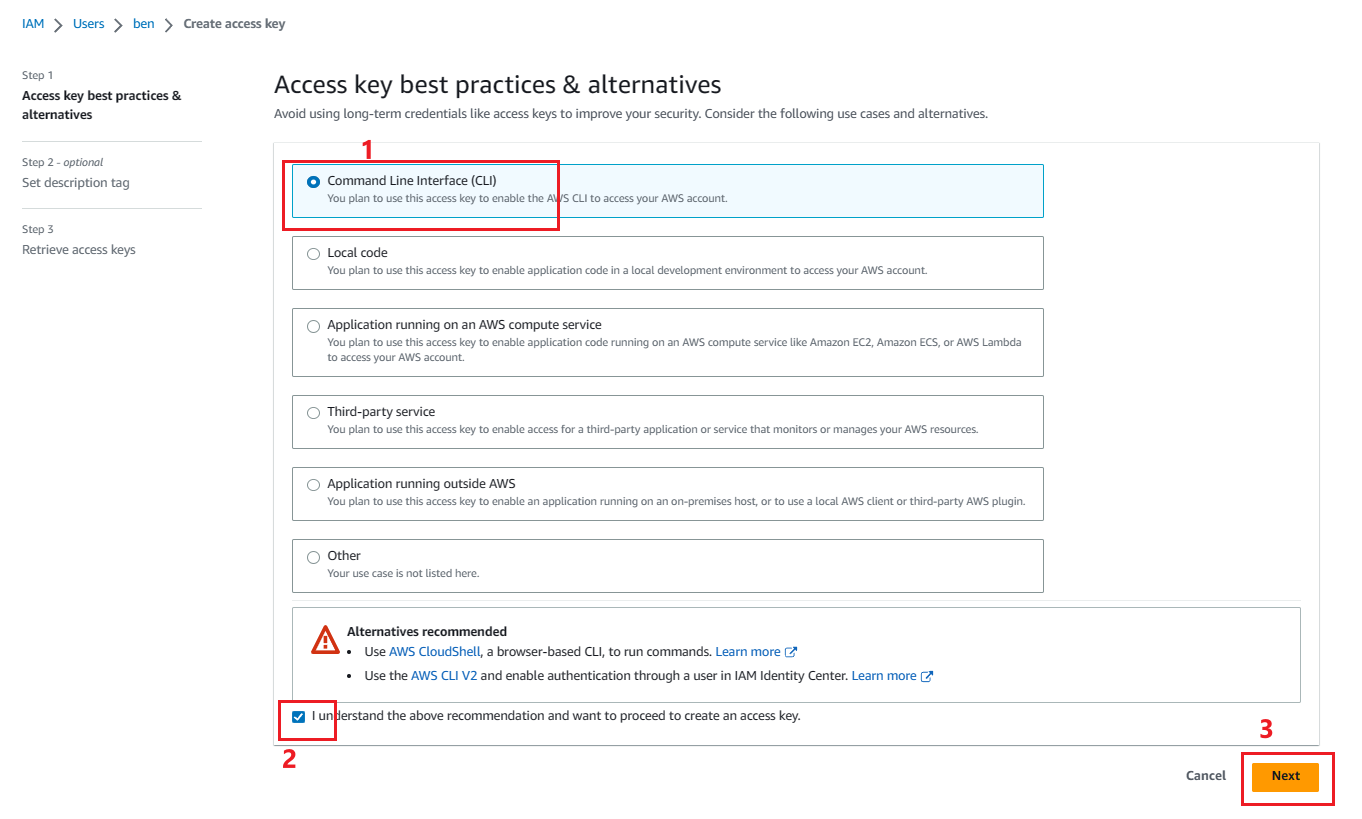 IAM > Users > ben > Create access key
Step 1
Access key best practices &
alternatives
Step 2 - optional
Set description tag
Step 3
Retrieve access keys
Access key best practices & alternatives
Avoid using long-term credentials like access keys to improve your security. Consider the following use cases and alternatives.
1
Command Line Interface (CLI)
You plan to use this access key to enable the AWS CLI to access your AWS account.
Local code
You plan to use this access key to enable application code in a local development environment to access your AWS account.
Application running on an AWS compute service
You plan to use this access key to enable application code running on an AWS compute service like Amazon EC2, Amazon ECS, or AWS Lambda
to access your AWS account.
Third-party service
You plan to use this access key to enable access for a third-party application or service that monitors or manages your AWS resources.
Application running outside AWS
You plan to use this access key to enable an application running on an on-premises host, or to use a local AWS client or third-party AWS plugin.
Other
Your use case is not listed here.
Alternatives recommended
• Use AWS CloudShell, a browser-based CLI, to run commands. Learn more
• Use the AWS CLI V2 and enable authentication through a user in IAM Identity Center. Learn more
I understand the above recommendation and want to proceed to create an access key.
2
3
Cancel
Next